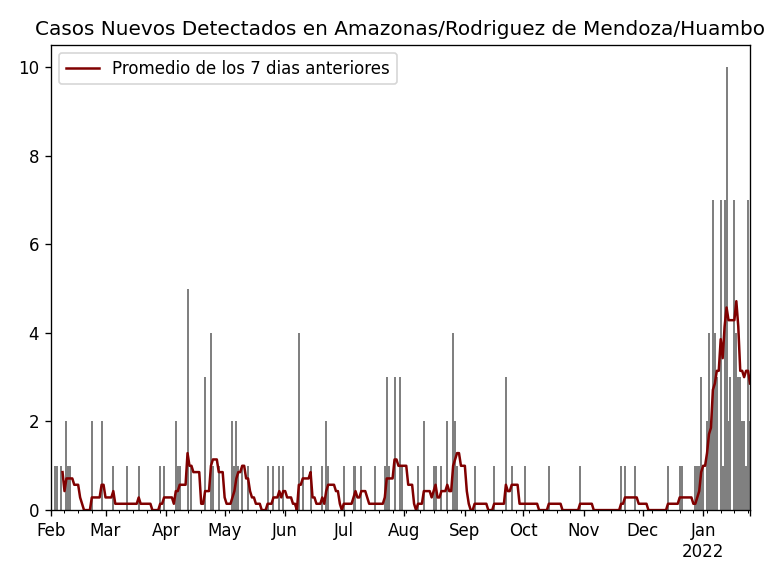 Casos Nuevos Detectados en Amazonas/Rodriguez de Mendoza/Huambo
Promedio de los 7 dias anteriores
10
8
6
4
2
0
Feb Mar Apr May Jun Jul Aug Sep Oct Nov Dec Jan
2022